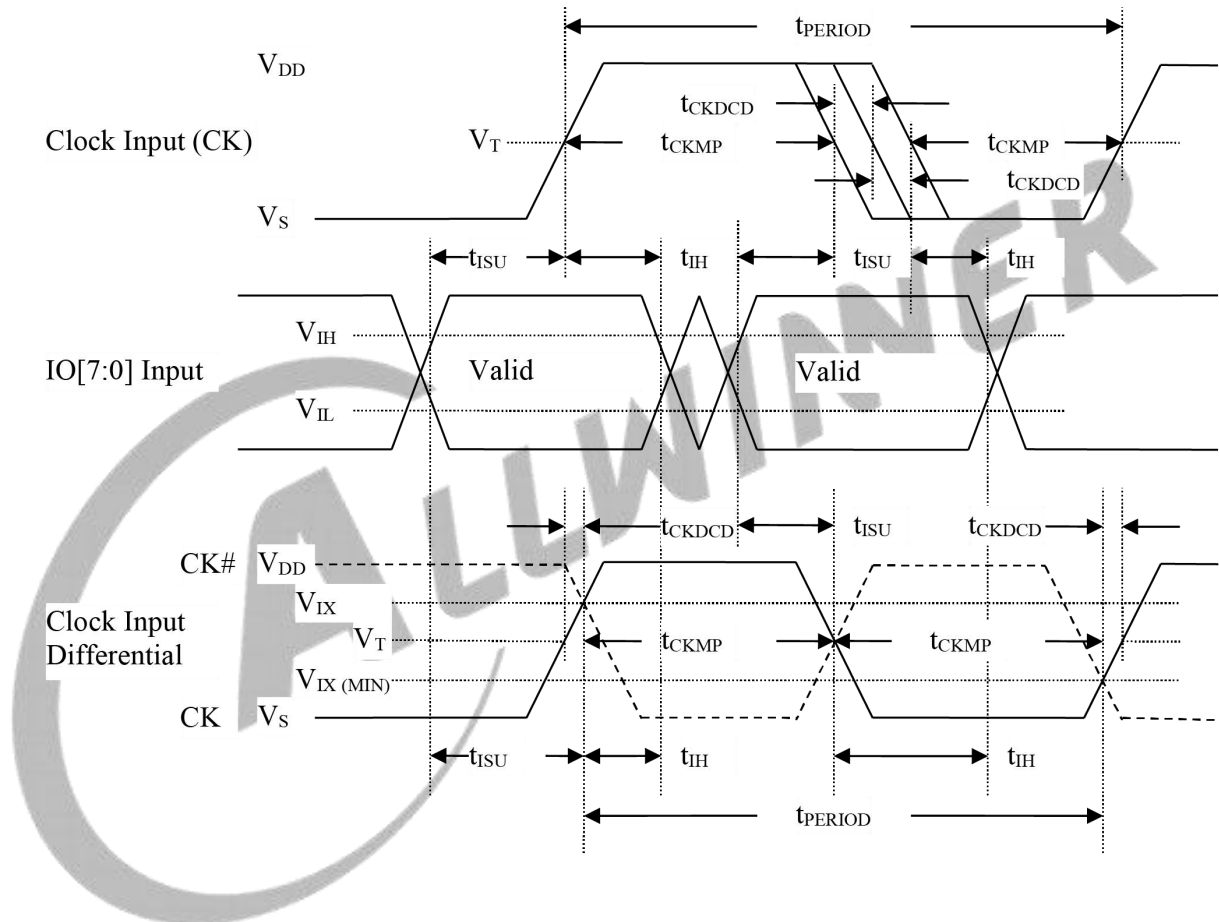 tPERIOD
VDD
tCKDCD
Clock Input (CK)
VT
tCKMP
tCKMP
tCKDCD
VS
tISU
tIH
tISU
tIH
VIH
IO[7:0] Input
Valid
Valid
VIL
ALLWINNER
tCKDCD
tISU
tCKDCD
CK#
VDD
VIX
Clock Input
Differential
VT
tCKMP
tCKMP
VIX (MIN)
CK
VS
tISU
tIH
tIH
tPERIOD